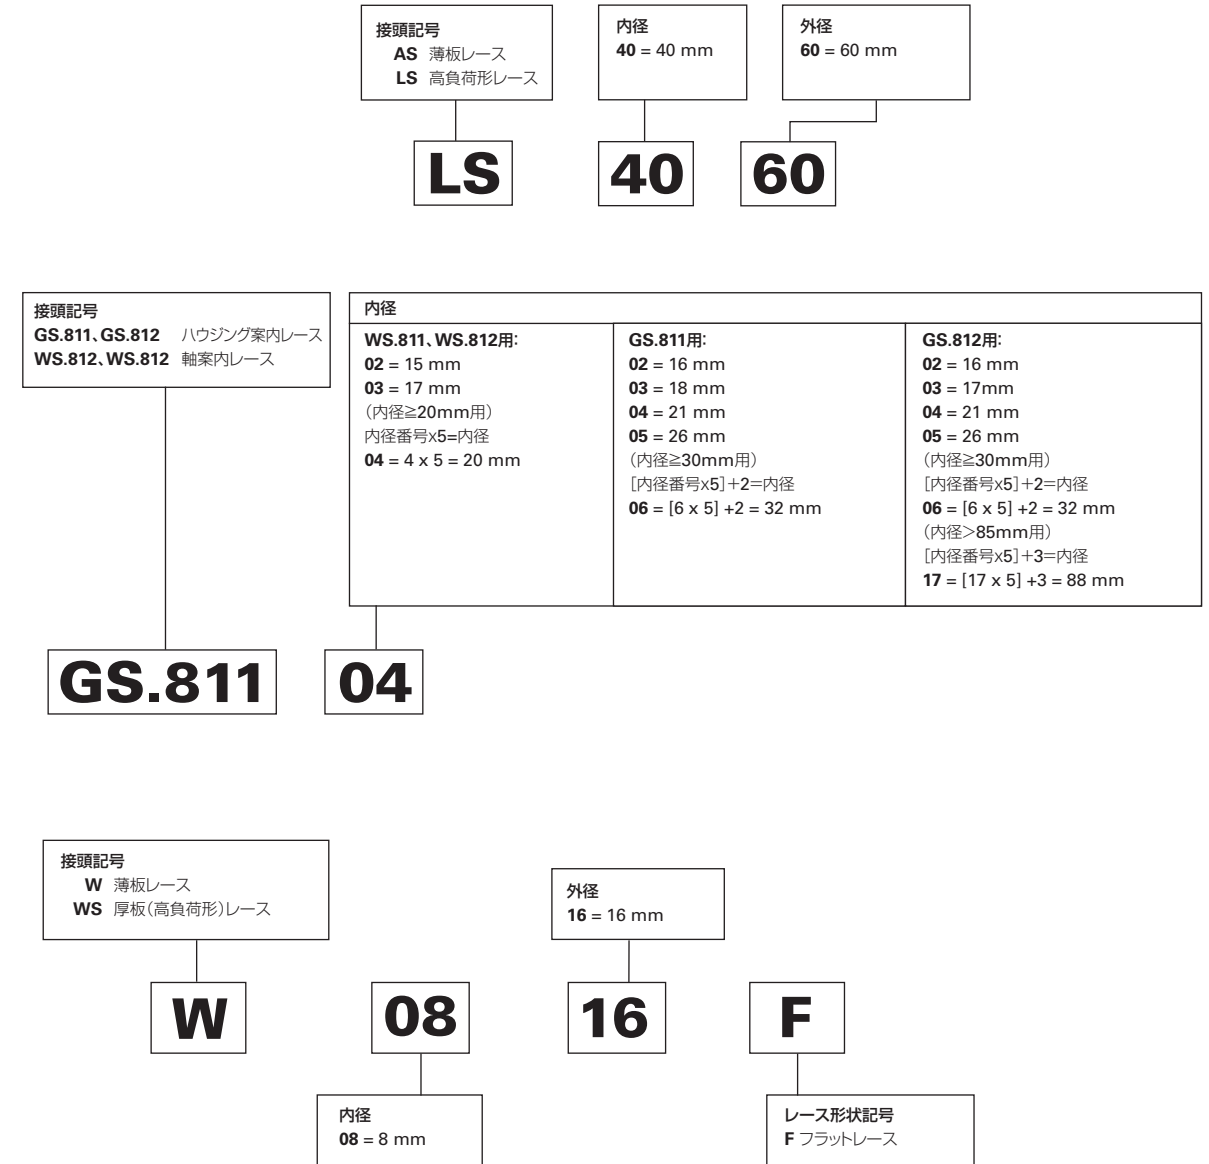 接頭記号
AS 薄板レース
LS 高負荷形レース
内径
40 = 40 mm
外径
60 = 60 mm
LS
40
60
接頭記号
GS.811、GS.812 ハウジング案内レース
WS.812、WS.812 軸案内レース
内径
WS.811、WS.812用:
02 = 15 mm
03 = 17 mm
（内径≧20mm用）
内径番号x5=内径
04 = 4 x 5 = 20 mm
GS.811用:
02 = 16 mm
03 = 18 mm
04 = 21 mm
05 = 26 mm
（内径≧30mm用）
［内径番号x5］＋2＝内径
06 = [6 x 5] +2 = 32 mm
GS.812用:
02 = 16 mm
03 = 17mm
04 = 21 mm
05 = 26 mm
（内径≧30mm用）
［内径番号x5］＋2＝内径
06 = [6 x 5] +2 = 32 mm
（内径＞85mm用）
［内径番号x5］＋3＝内径
17 = [17 x 5] +3 = 88 mm
GS.811
04
接頭記号
W 薄板レース
WS 厚板（高負荷形）レース
外径
16 = 16 mm
W
08
16
F
内径
08 = 8 mm
レース形状記号
F フラットレース